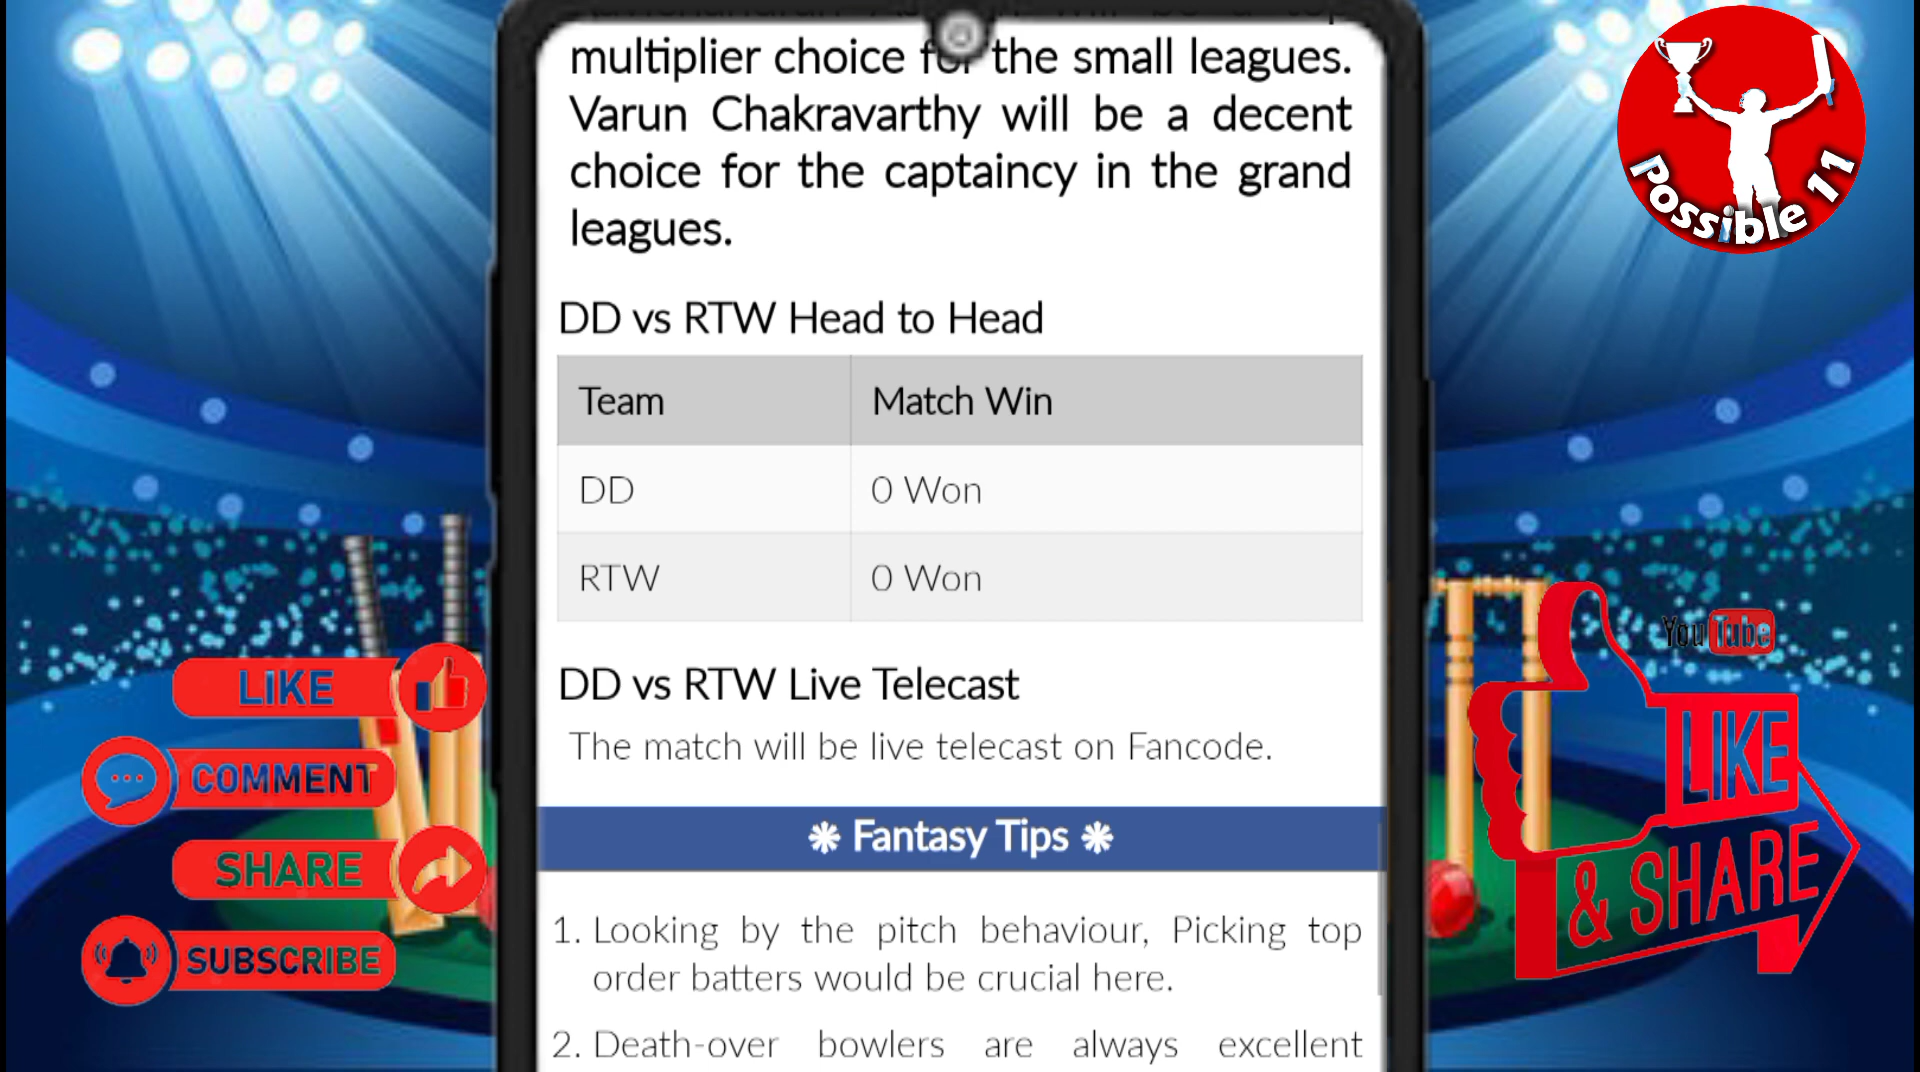 multiplier choice for the small leagues.
Varun Chakravarthy will be a decent
choice for the captaincy in the grand
leagues.
DD vs RTW Head to Head
Team Match Win
DD 0 Won
RTW 0 Won
DD vs RTW Live Telecast
The match will be live telecast on Fancode.
❋ Fantasy Tips ❋
1. Looking by the pitch behaviour, Picking top
order batters would be crucial here.
2. Death-over bowlers are always excellent
LIKE
COMMENT
SHARE
SUBSCRIBE
Possible 11
YouTube
LIKE
& SHARE